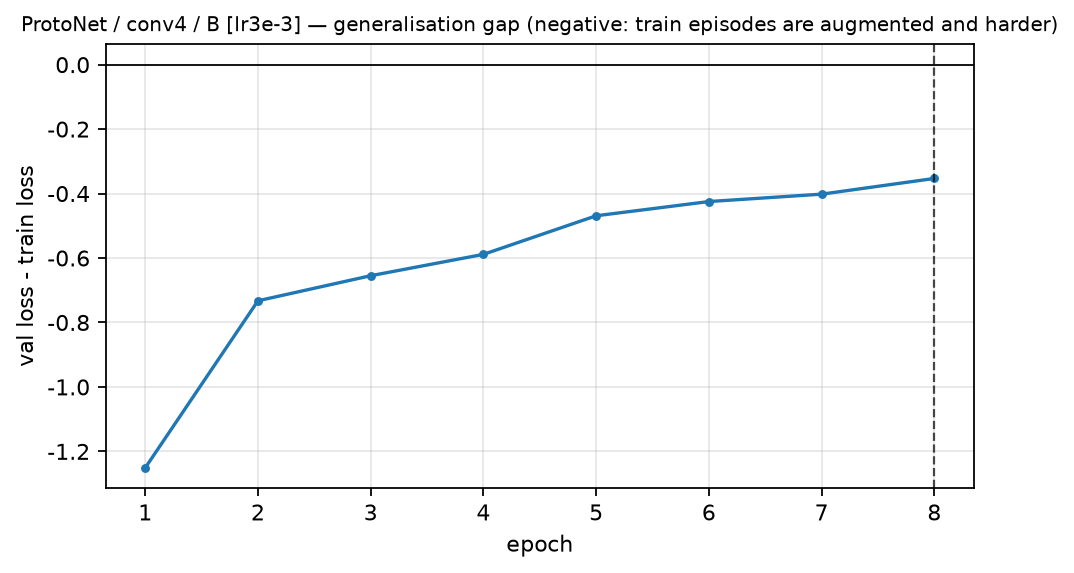 ProtoNet / conv4 / B [lr3e-3] — generalisation gap (negative: train episodes are augmented and harder)
val loss - train loss
0.0
-0.2
-0.4
-0.6
-0.8
-1.0
-1.2
1 2 3 4 5 6 7 8
epoch